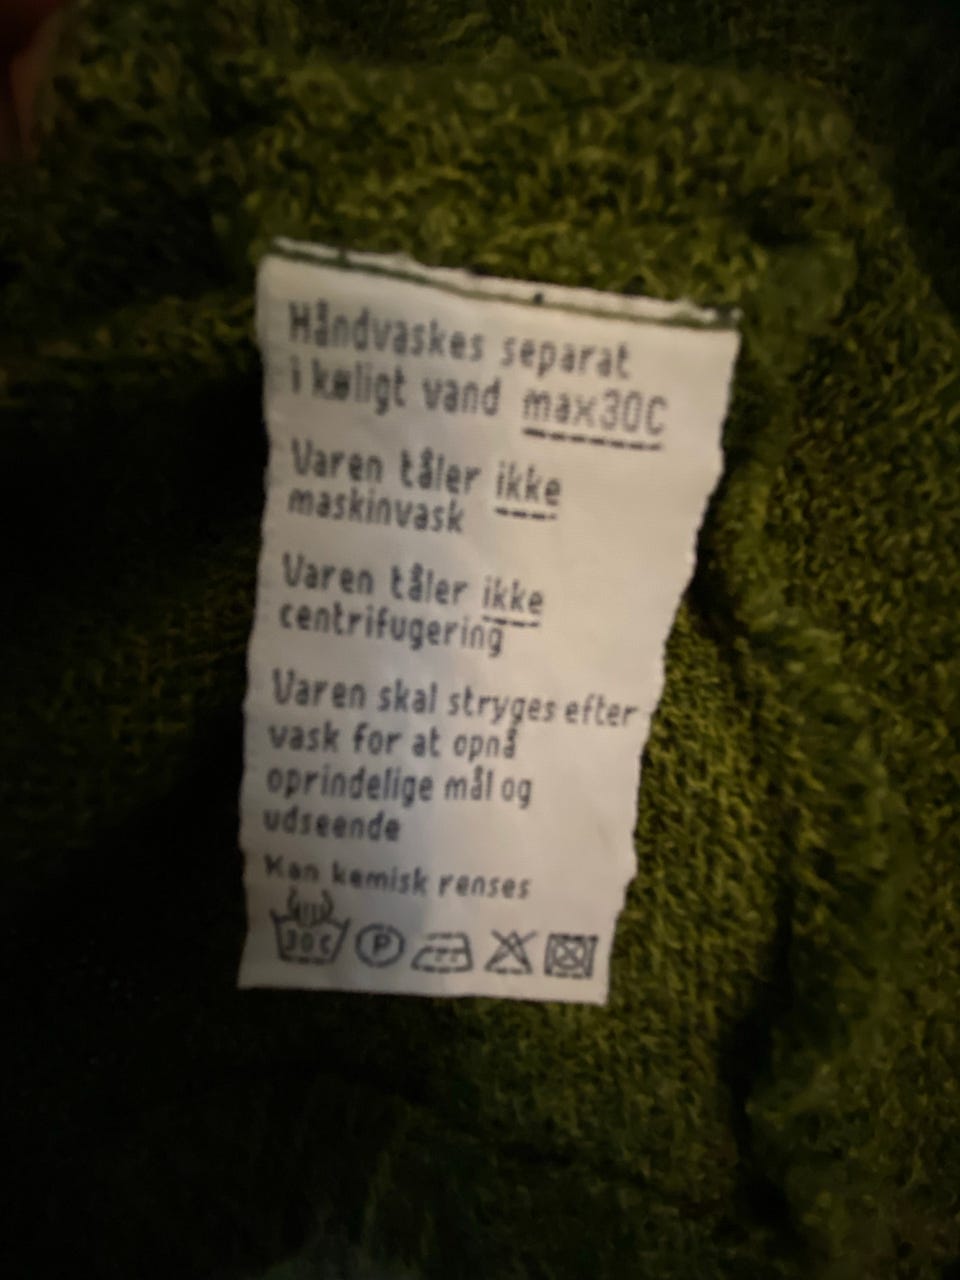 Håndvaskes separat
i køligt vand max30C
Varen tåler ikke
maskinvask
Varen tåler ikke
centrifugering
Varen skal stryges efter
vask for at opnå
oprindelige mål og
udseende
Kan kemisk renses
30C P